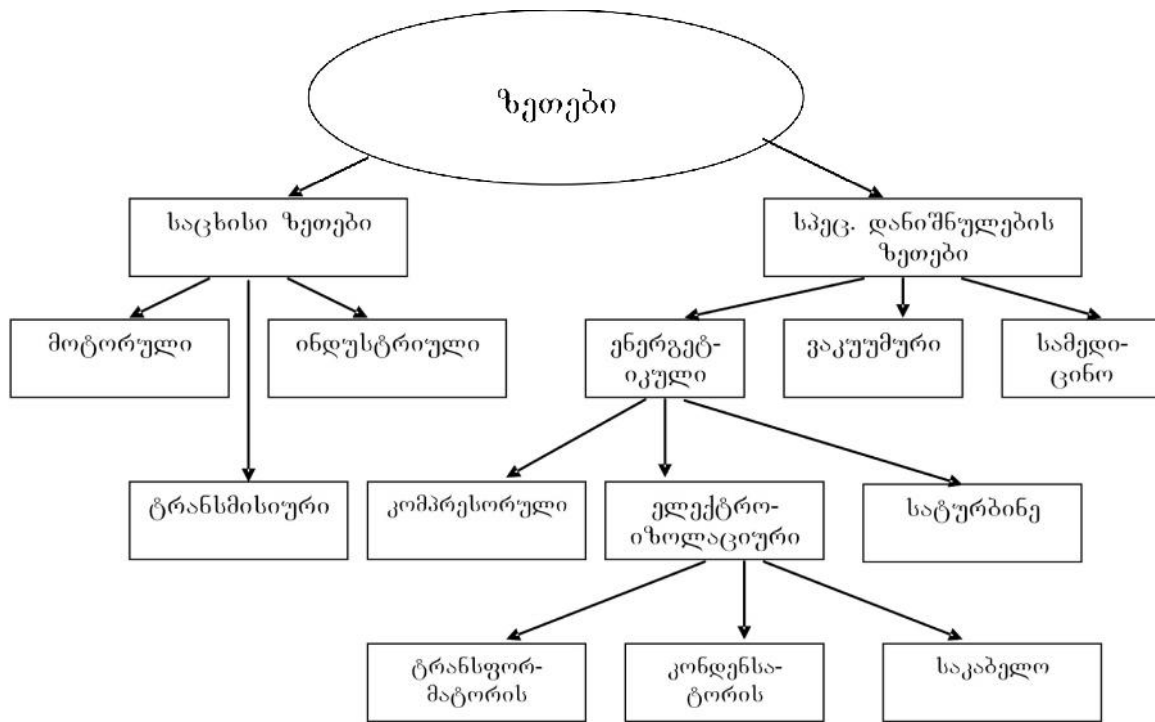 ზეთები
საცხისი ზეთები
სპეც. დანიშნულების
ზეთები
მოტორული
ინდუსტრიული
ენერგეტ-
იკული
ვაკუუმური
სამედი-
ცინო
ტრანსმისიური
კომპრესორული
ელექტრო-
იზოლაციური
სატურბინე
ტრანსფორ-
მატორის
კონდენსა-
ტორის
საკაბელო